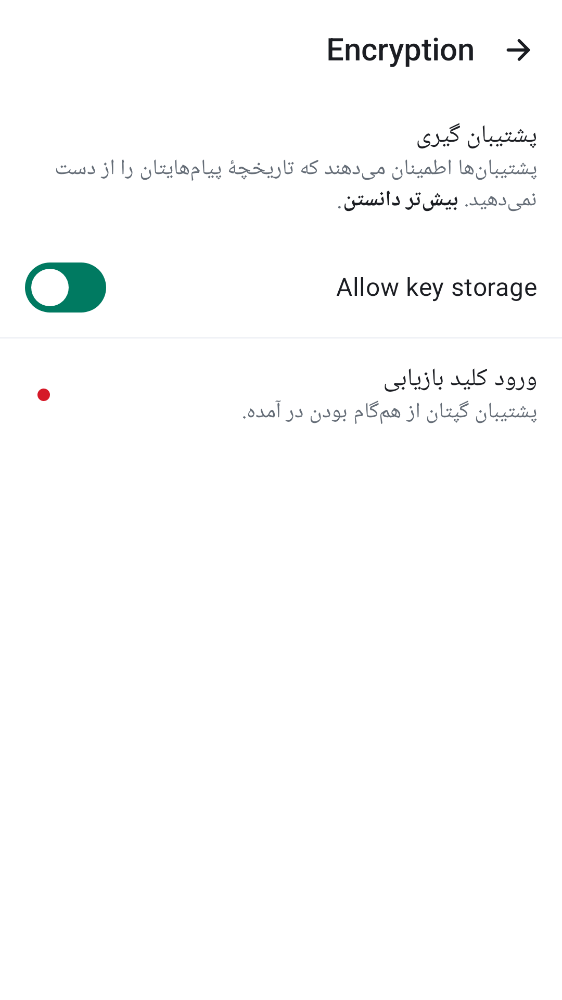 Encryption
پشتیبان گیری
پشتیبان‌ها اطمینان می‌دهند که تاریخچهٔ پیام‌هایتان را از دست
نمی‌دهید. بیش‌تر دانستن.
Allow key storage
ورود کلید بازیابی
پشتیبان گپتان از هم‌گام بودن در آمده.